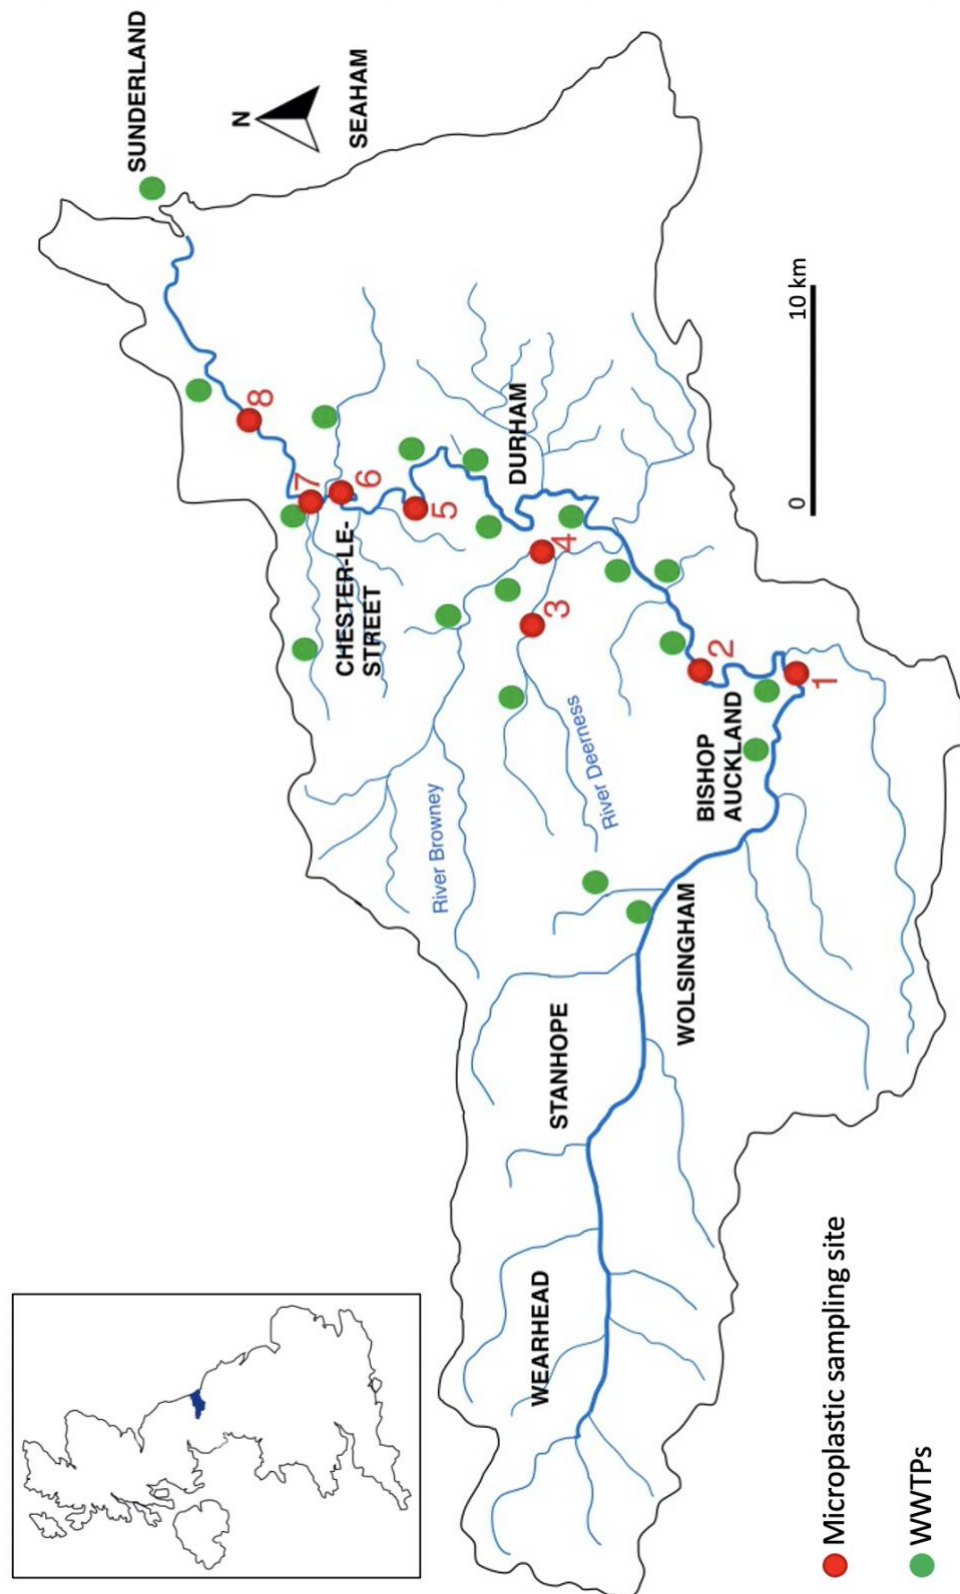 SUNDERLAND
N
SEAHAM
8
7
6
CHESTER-LE-
STREET
5
DURHAM
4
3
River Browney
River Deerness
2
BISHOP
AUCKLAND
1
WOLSINGHAM
STANHOPE
WEARHEAD
0
10 km
Microplastic sampling site
WWTPs